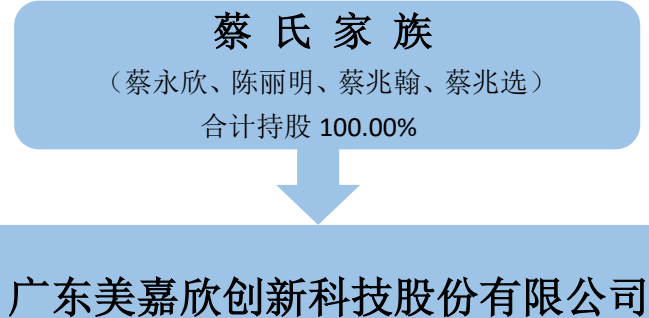 蔡 氏 家 族
（蔡永欣、陈丽明、蔡兆翰、蔡兆选）
合计持股 100.00%
广东美嘉欣创新科技股份有限公司